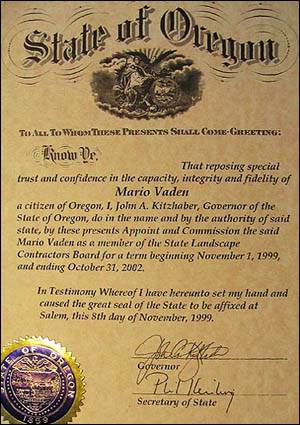 State of Oregon
TO ALL TO WHOM THESE PRESENTS SHALL COME-GREETING:
Know Ye,
That reposing special
trust and confidence in the capacity, integrity and fidelity of
Mario Vaden
a citizen of Oregon, I, John A. Kitzhaber, Governor of the
State of Oregon, do in the name and by the authority of said
state, by these presents Appoint and Commission the said
Mario Vaden as a member of the State Landscape
Contractors Board for a term beginning November 1, 1999,
and ending October 31, 2002.
In Testimony Whereof I have hereunto set my hand and
caused the great seal of the State to be affixed at
Salem, this 8th day of November, 1999.
Governor
Secretary of State
STATE OF OREGON
1859